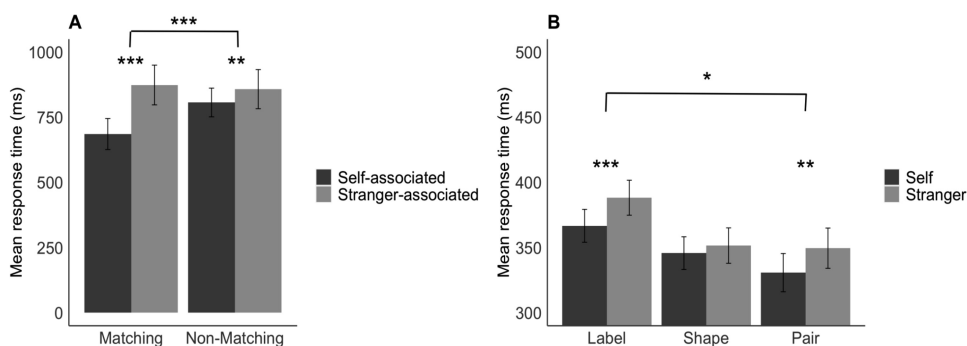 A
***
1000
***
**
750
500
250
0
Mean response time (ms)
Matching Non-Matching
Self-associated
Stranger-associated
B
500
*
450
***
**
400
350
300
Mean response time (ms)
Label Shape Pair
Self
Stranger